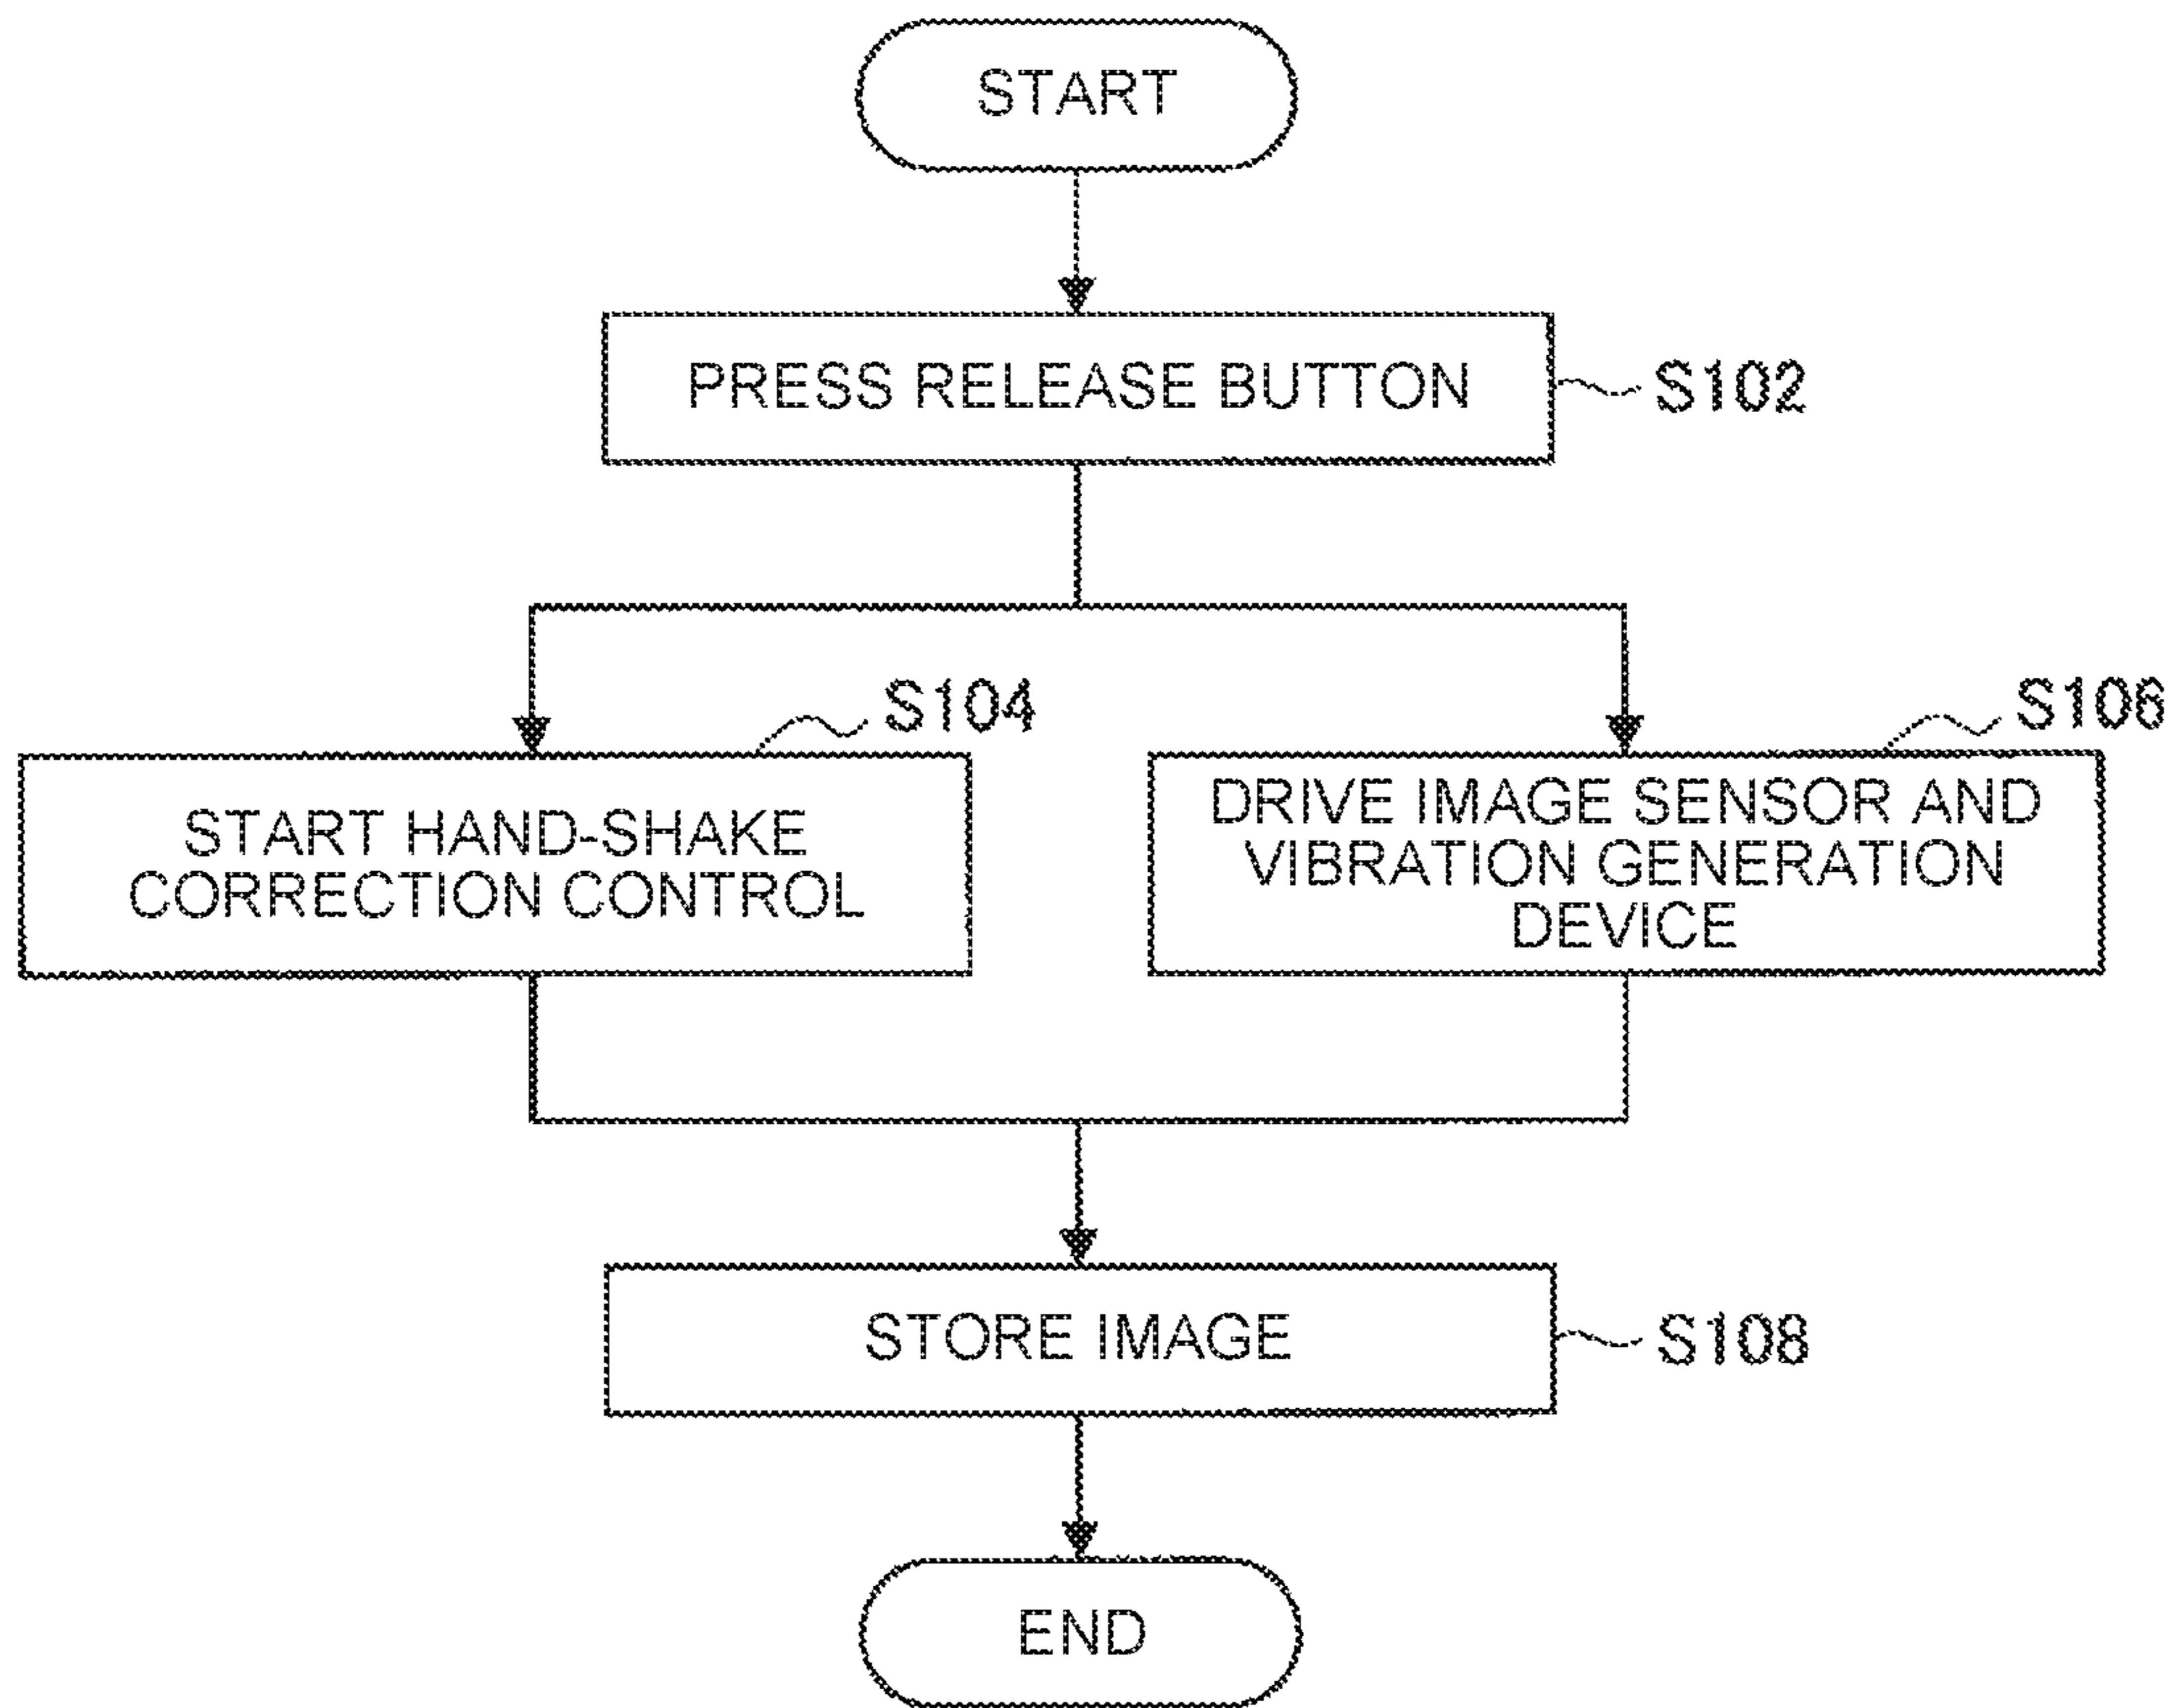 START
PRESS RELEASE BUTTON
S102
S104
START HAND-SHAKE
CORRECTION CONTROL
S106
DRIVE IMAGE SENSOR AND
VIBRATION GENERATION
DEVICE
STORE IMAGE
S108
END